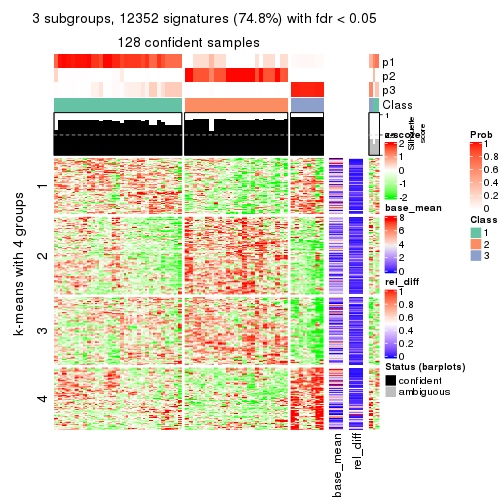 3 subgroups, 12352 signatures (74.8%) with fdr < 0.05
128 confident samples
p1
p2
p3
Class
1
Silhouette
score
k-means with 4 groups
1
2
3
4
base_mean
rel_diff
z-score
2
1
0
-1
-2
base_mean
8
6
4
2
0
rel_diff
1
0.8
0.6
0.4
0.2
0
Status (barplots)
confident
ambiguous
Prob
1
0.8
0.6
0.4
0.2
0
Class
1
2
3